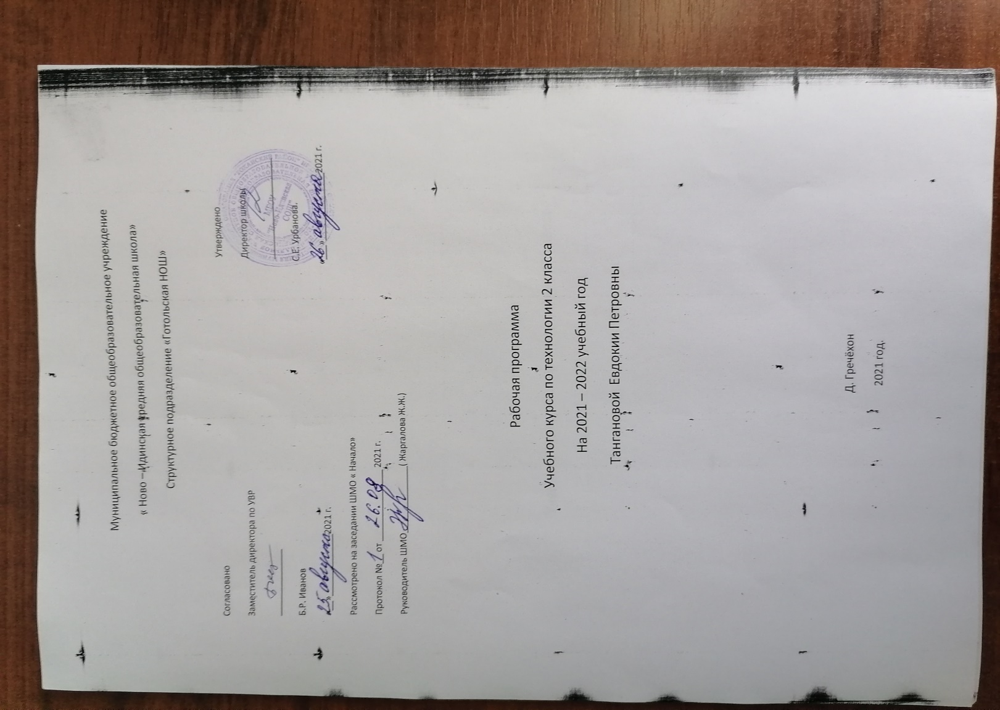 Муниципальное бюджетное общеобразовательное учреждение
« Ново –Идинская средняя общеобразовательная школа»
Структурное подразделение «Готольская НОШ»
Согласовано
Заместитель директора по УВР
Б.Р. Иванов
«25» августа 2021 г.
Рассмотрено на заседании ШМО « Начало»
Протокол №1 от 26.08 2021 г.
Руководитель ШМО ( Жаргалова Ж.Ж.)
Утверждено
Директор школы
С.Е. Урбанова.
«26» августа 2021 г.
Рабочая программа
Учебного курса по технологии 2 класса
На 2021 – 2022 учебный год
Тангановой Евдокии Петровны
Д. Гречёхон
2021 год.